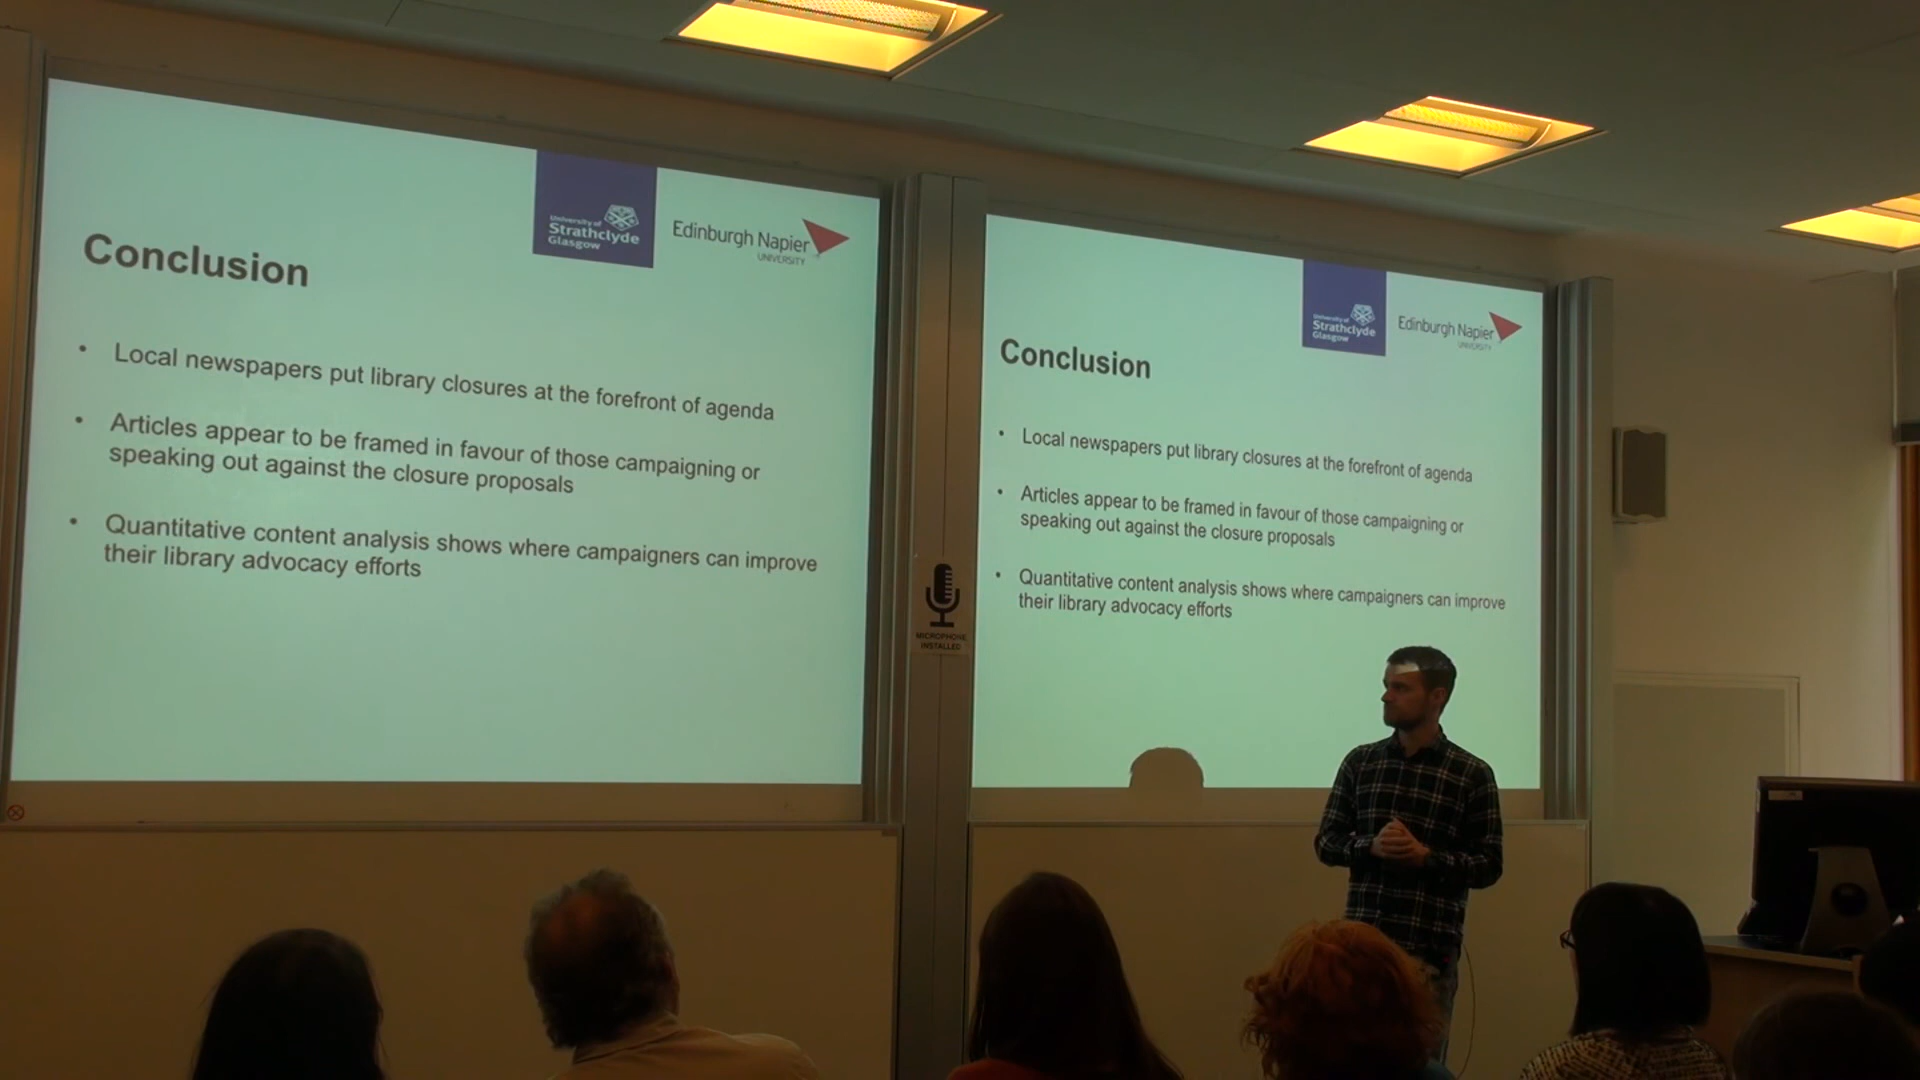 University of
Strathclyde
Glasgow
Edinburgh Napier
UNIVERSITY
Conclusion
• Local newspapers put library closures at the forefront of agenda
• Articles appear to be framed in favour of those campaigning or
speaking out against the closure proposals
• Quantitative content analysis shows where campaigners can improve
their library advocacy efforts
MICROPHONE
INSTALLED
University of
Strathclyde
Glasgow
Edinburgh Napier
UNIVERSITY
Conclusion
• Local newspapers put library closures at the forefront of agenda
• Articles appear to be framed in favour of those campaigning or
speaking out against the closure proposals
• Quantitative content analysis shows where campaigners can improve
their library advocacy efforts